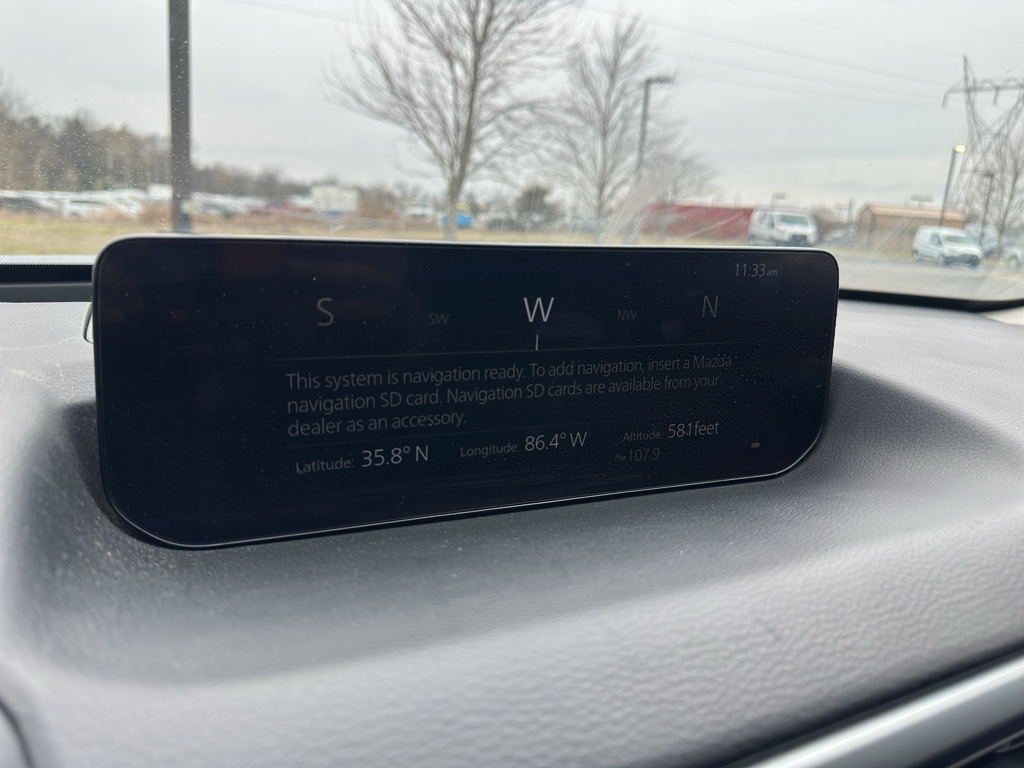 11:33am
S SW W NW N
This system is navigation ready. To add navigation, insert a Mazda
navigation SD card. Navigation SD cards are available from your
dealer as an accessory.
Latitude: 35.8° N Longitude: 86.4° W Altitude: 581feet
107.9